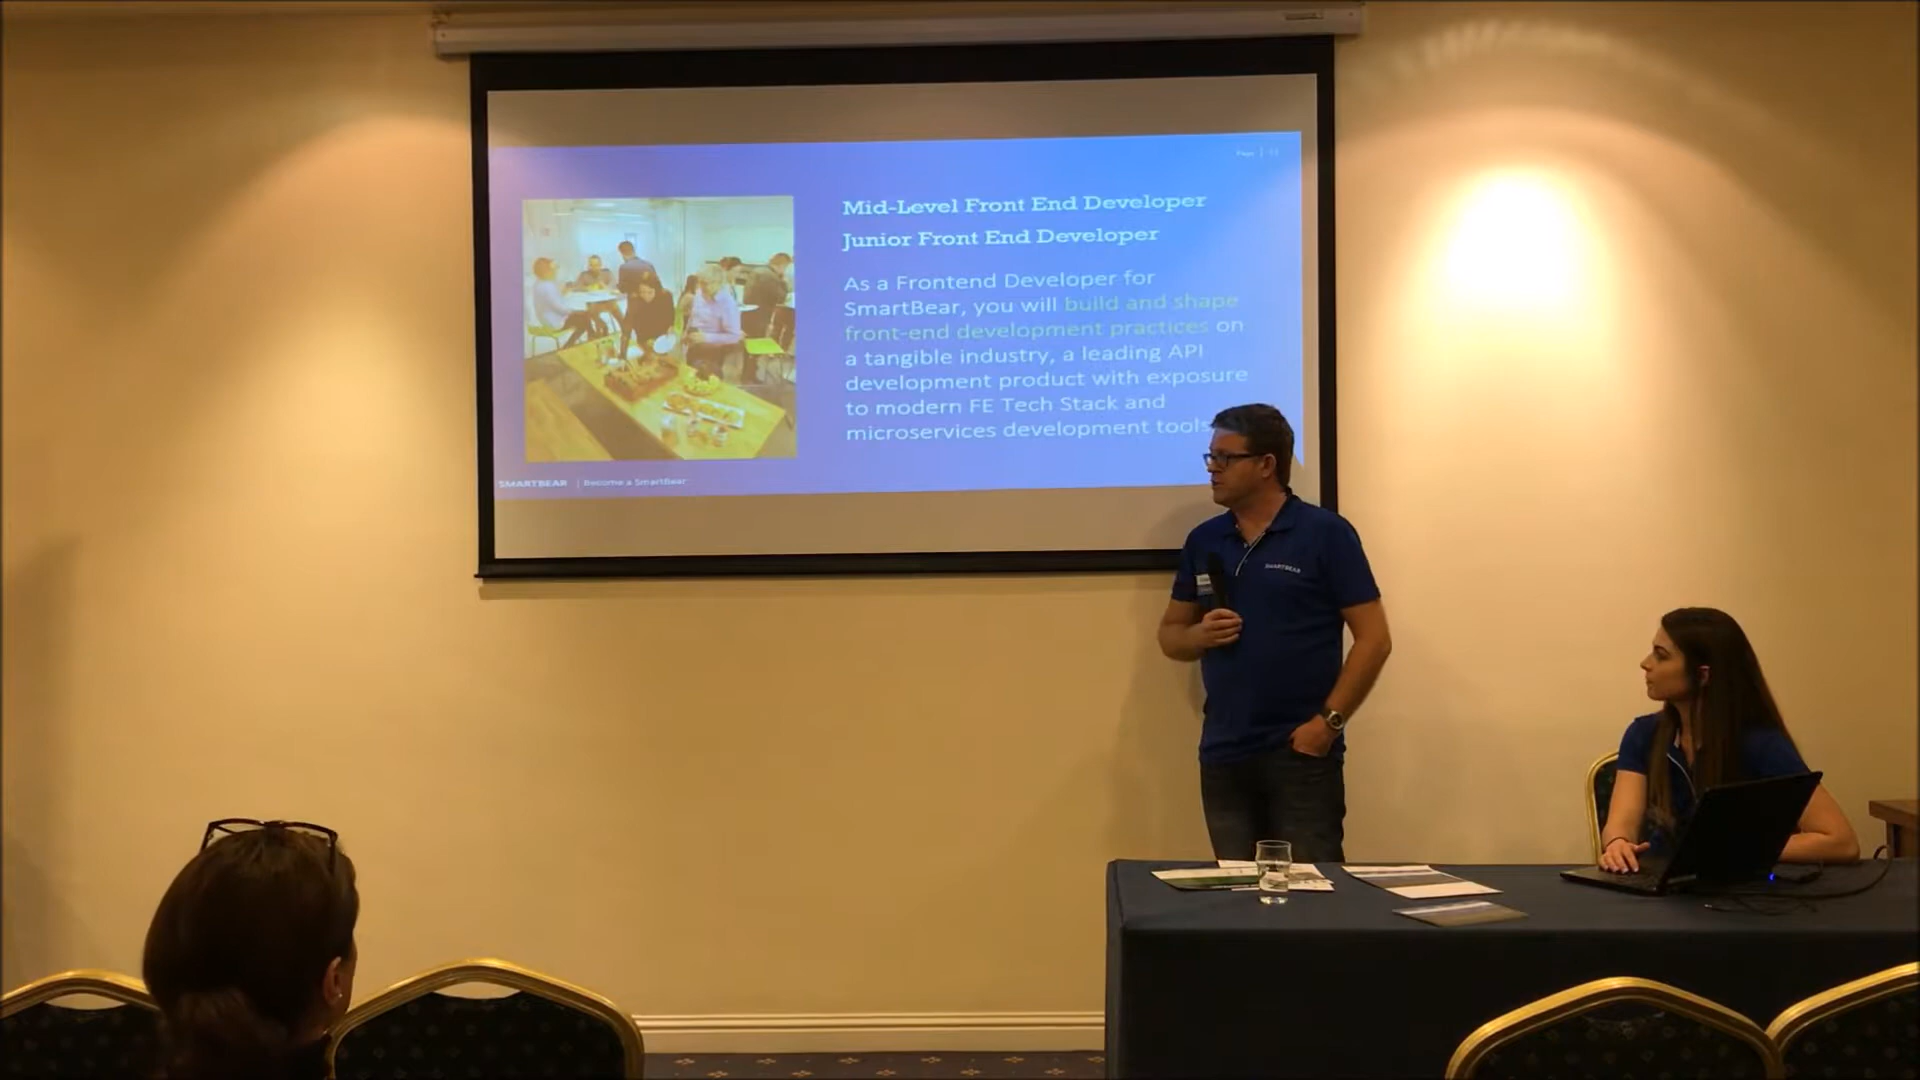 Page
Mid-Level Front End Developer
Junior Front End Developer
As a Frontend Developer for
SmartBear, you will build and shape
front-end development practices on
a tangible industry, a leading API
development product with exposure
to modern FE Tech Stack and
microservices development tools
SMARTBEAR | Become a SmartBear
SMARTBEAR